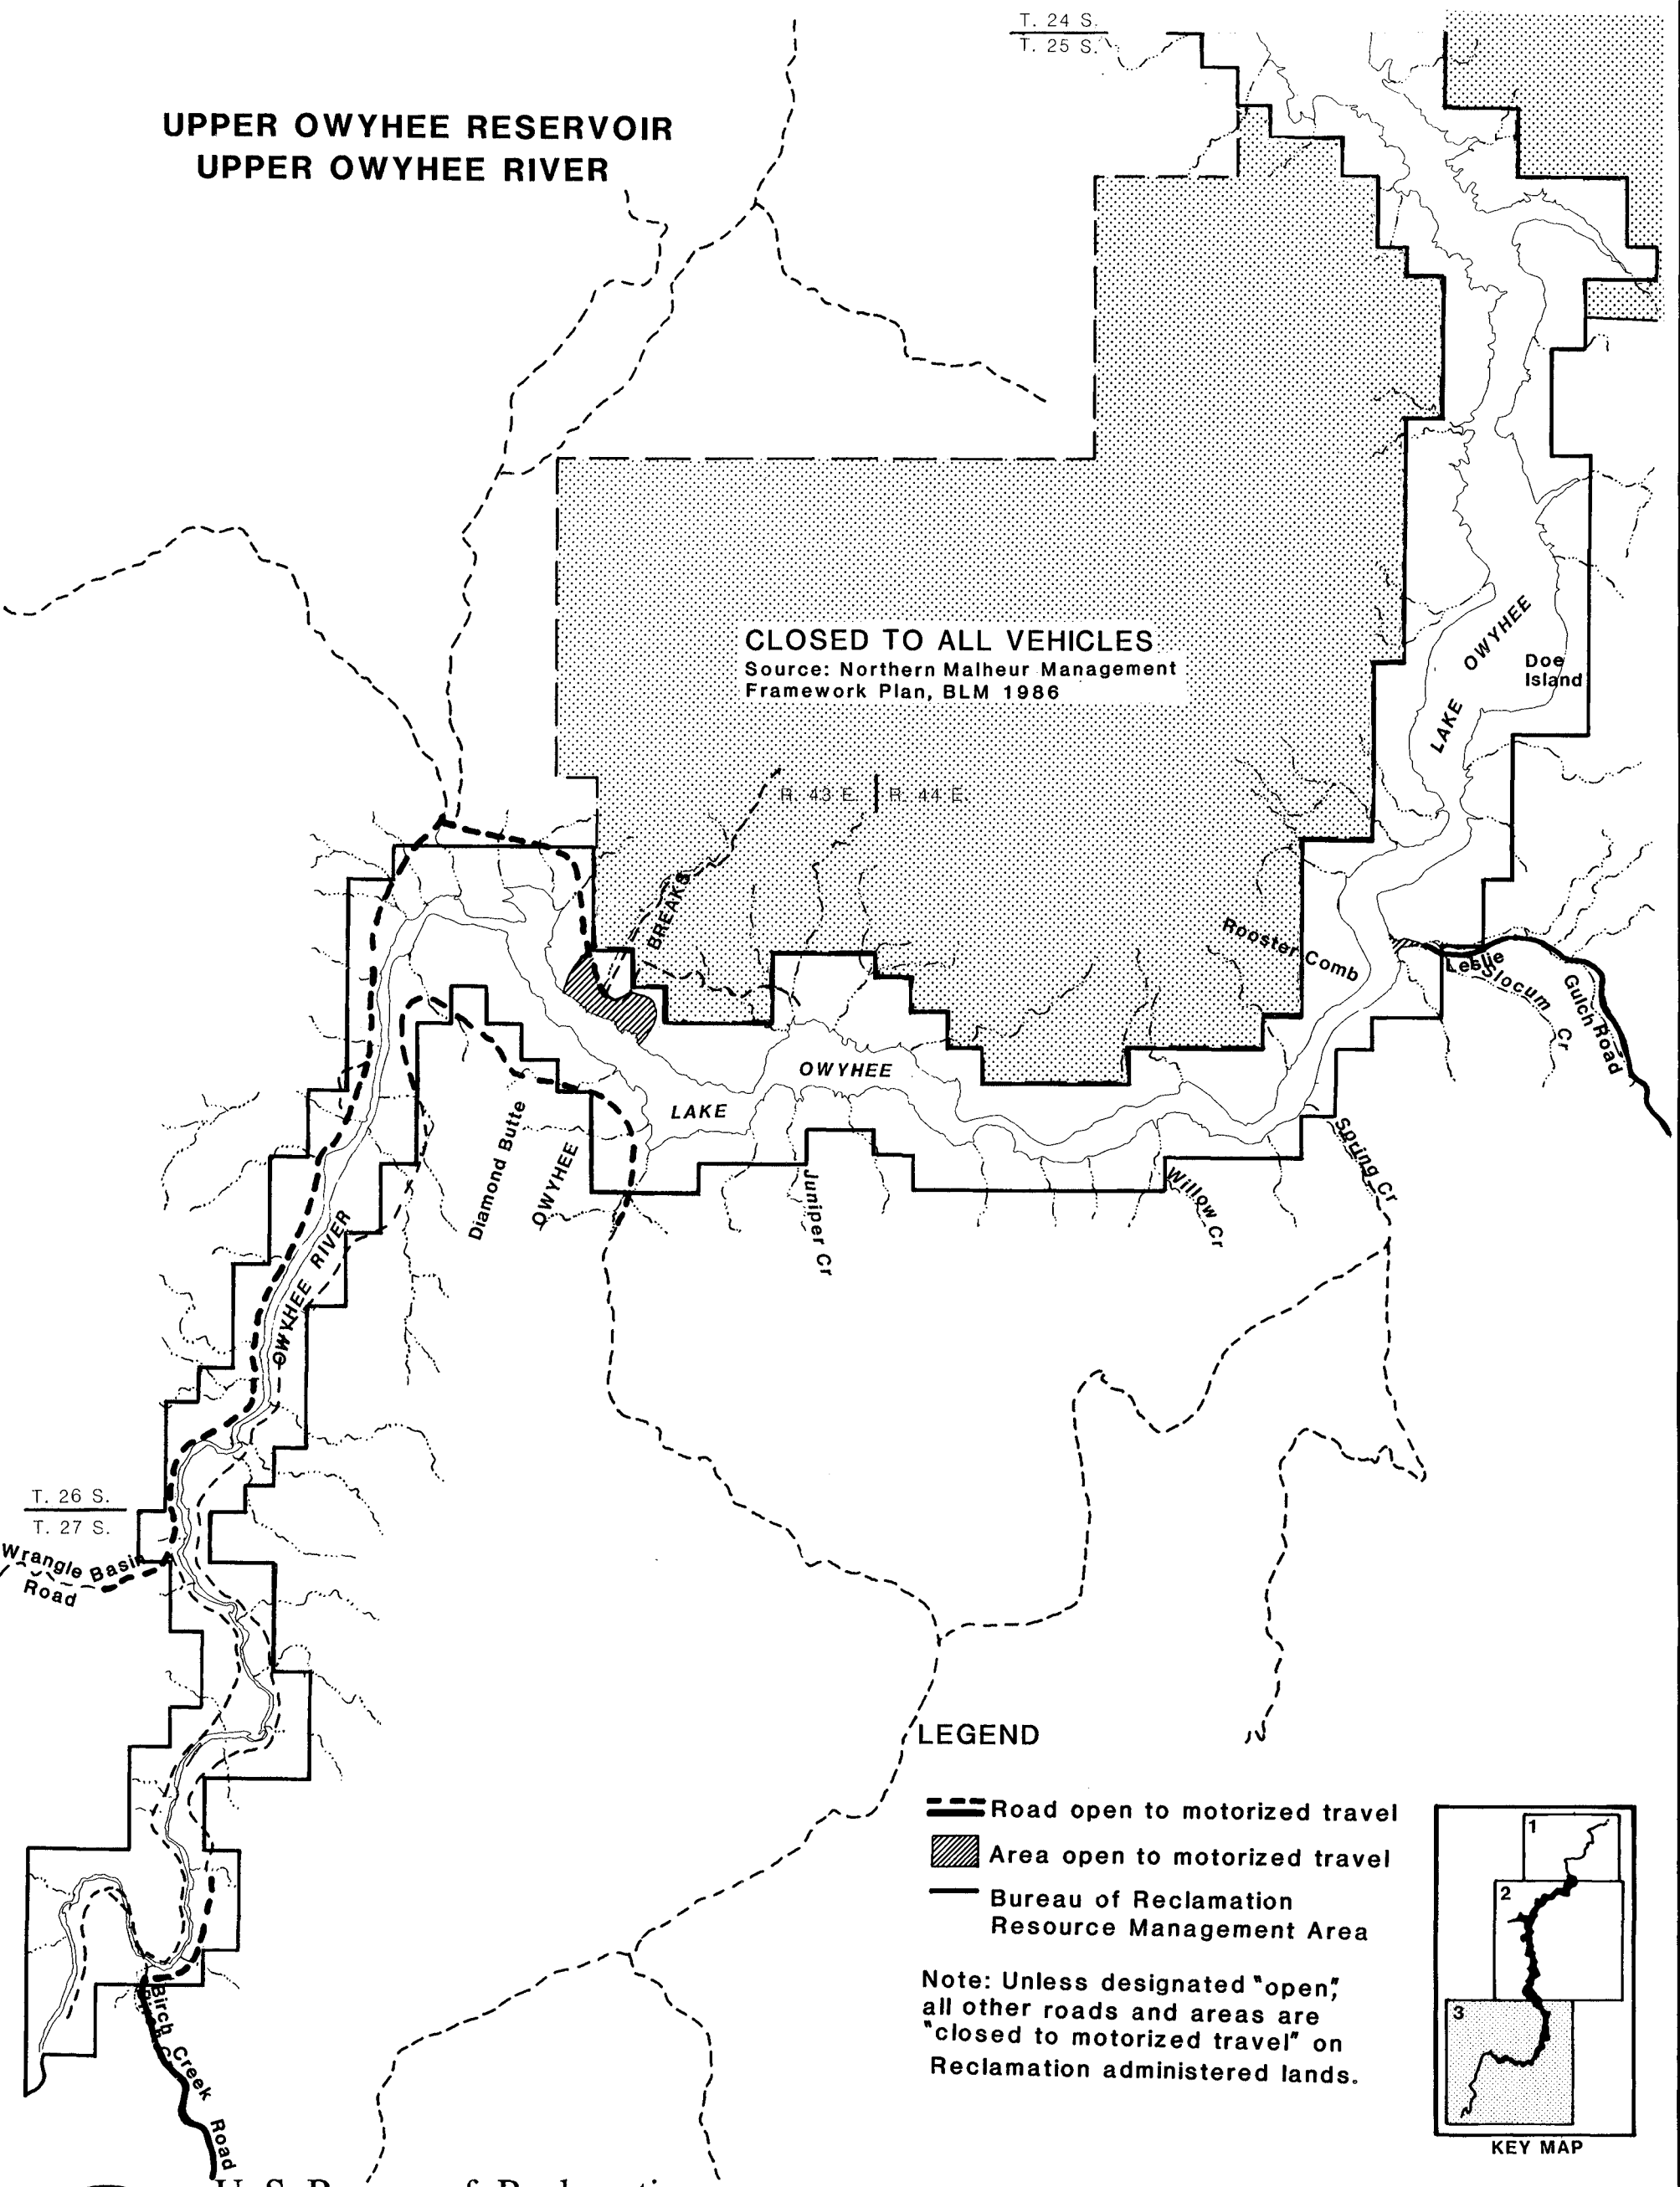 T. 24 S.
T. 25 S.
UPPER OWYHEE RESERVOIR
UPPER OWYHEE RIVER
CLOSED TO ALL VEHICLES
Source: Northern Malheur Management
Framework Plan, BLM 1986
LAKE OWYHEE
Doe
Island
R. 43 E. R. 44 E.
BREAKS
Rooster Comb
Leslie
Gulch Road
Slocum Cr
OWYHEE
LAKE
Diamond Butte
OWYHEE
Juniper Cr
Willow Cr
Spring Cr
OWYHEE RIVER
T. 26 S.
T. 27 S.
Wrangle Basin
Road
LEGEND
Road open to motorized travel
Area open to motorized travel
Bureau of Reclamation
Resource Management Area
Note: Unless designated "open,"
all other roads and areas are
"closed to motorized travel" on
Reclamation administered lands.
1
2
3
KEY MAP
Birch Creek Road